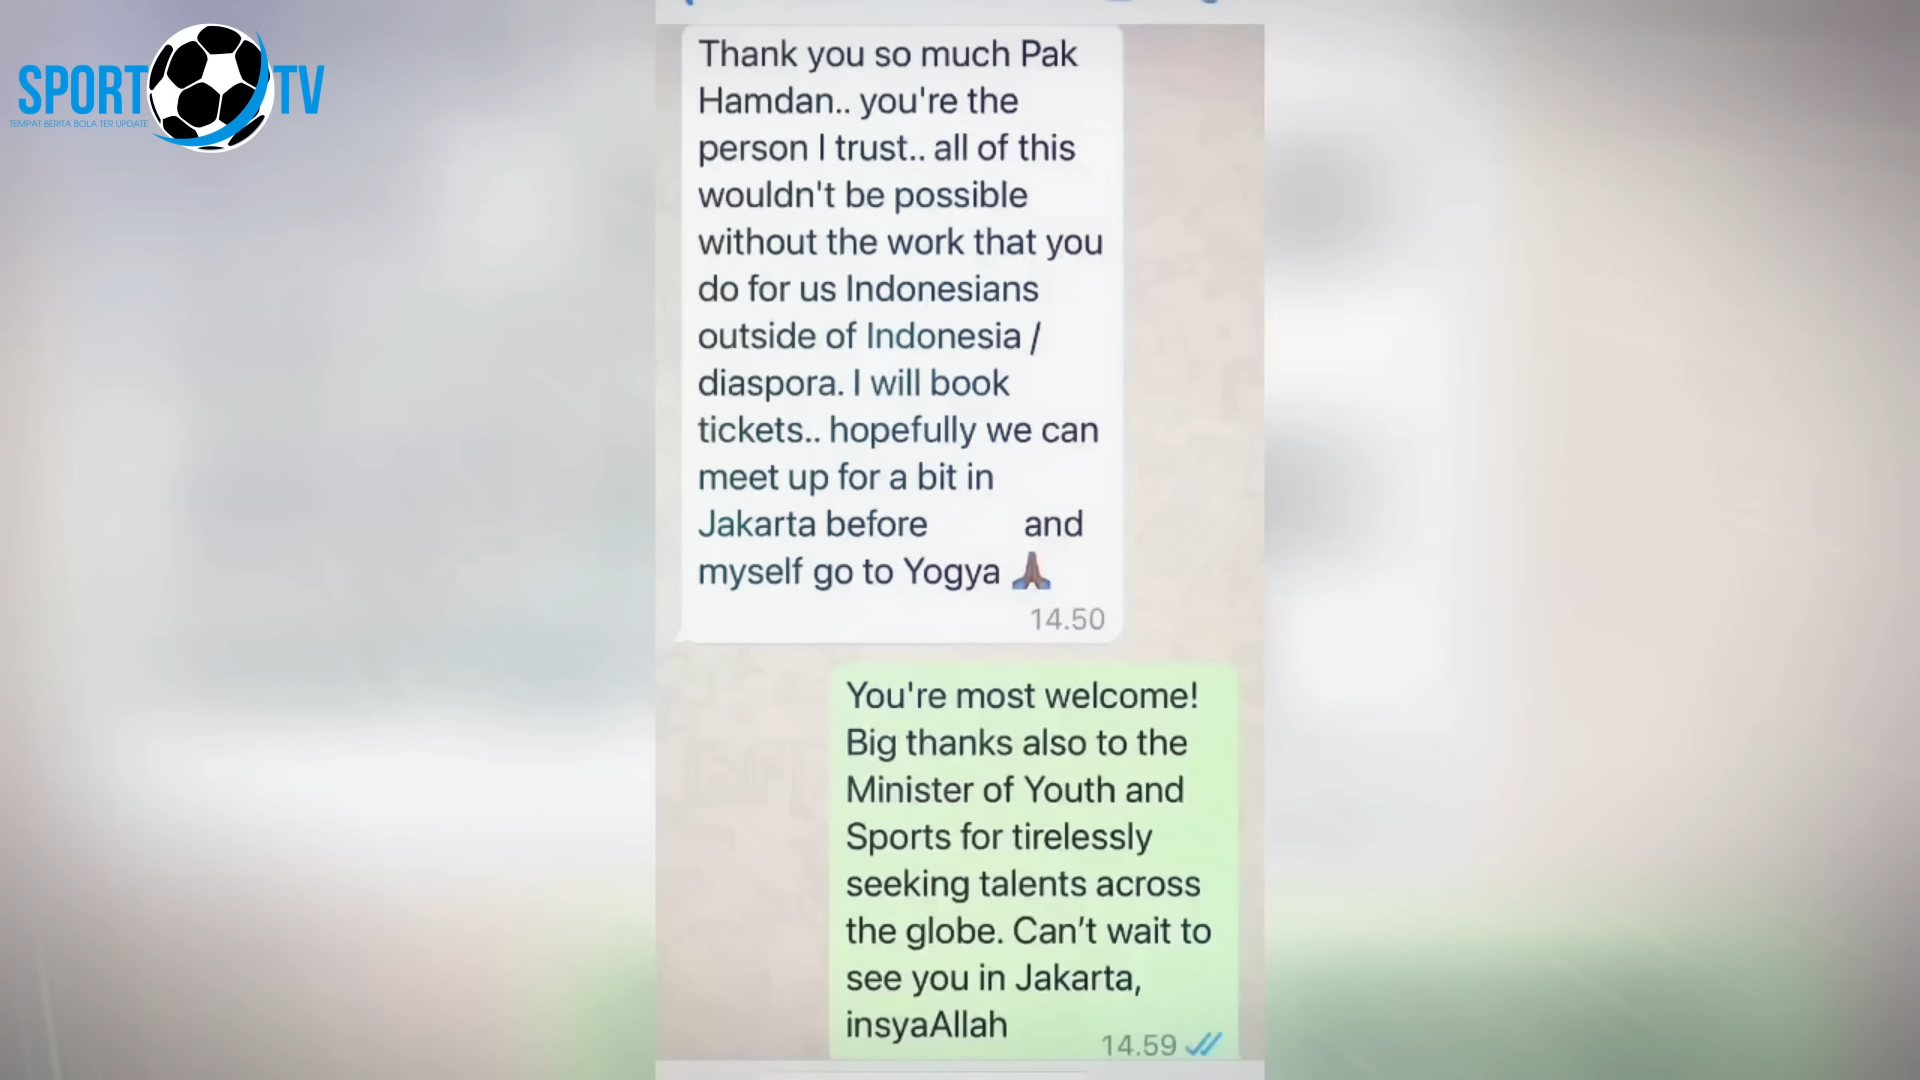 SPORT TV
TEMPAT BERITA BOLA TER UPDATE
Thank you so much Pak
Hamdan.. you're the
person I trust.. all of this
wouldn't be possible
without the work that you
do for us Indonesians
outside of Indonesia /
diaspora. I will book
tickets.. hopefully we can
meet up for a bit in
Jakarta before and
myself go to Yogya 🙏🏾
14.50
You're most welcome!
Big thanks also to the
Minister of Youth and
Sports for tirelessly
seeking talents across
the globe. Can’t wait to
see you in Jakarta,
insyaAllah
14.59